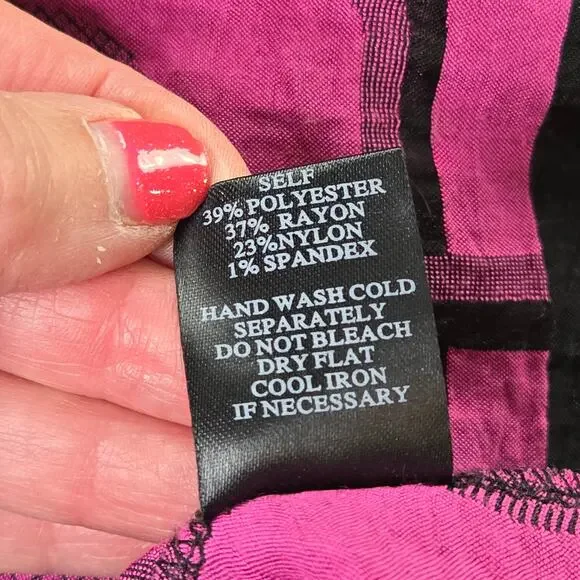 SELF
39% POLYESTER
37% RAYON
23%NYLON
1% SPANDEX
HAND WASH COLD
SEPARATELY
DO NOT BLEACH
DRY FLAT
COOL IRON
IF NECESSARY